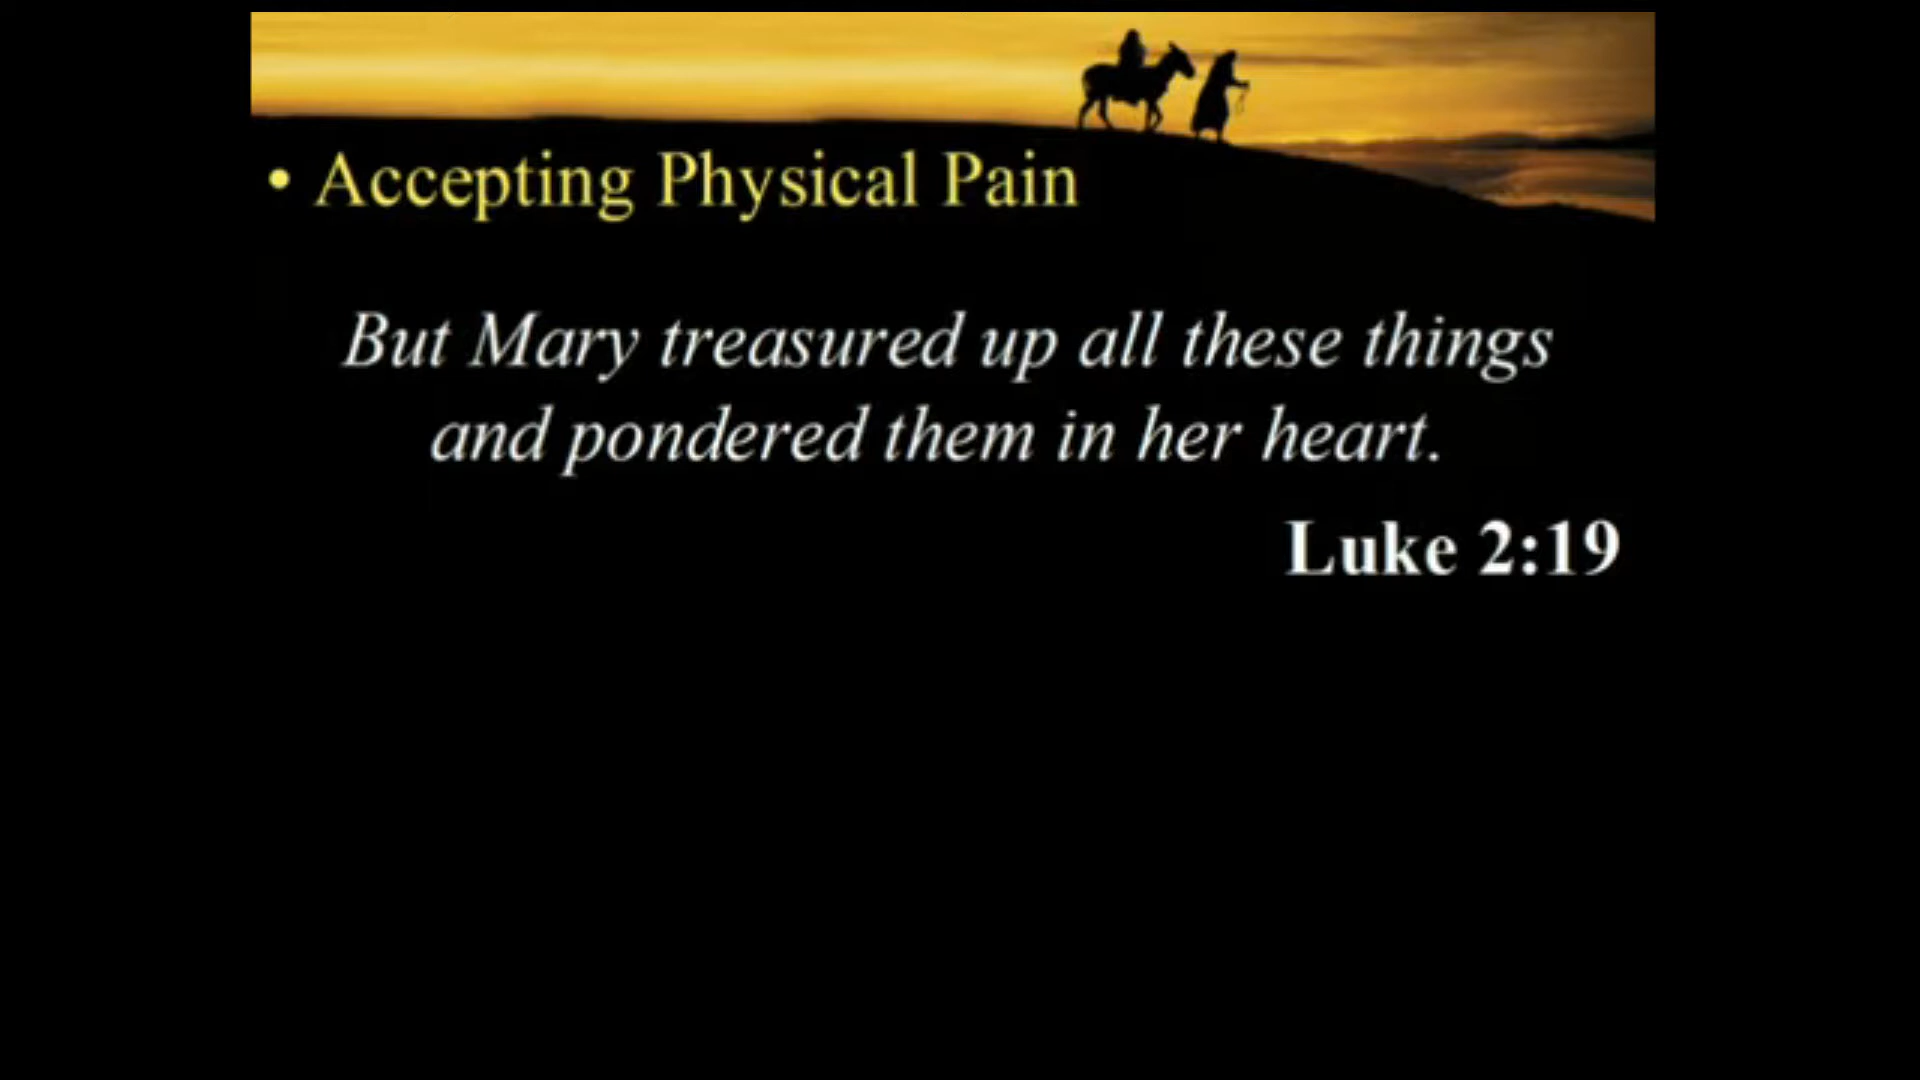 • Accepting Physical Pain
But Mary treasured up all these things
and pondered them in her heart.
Luke 2:19